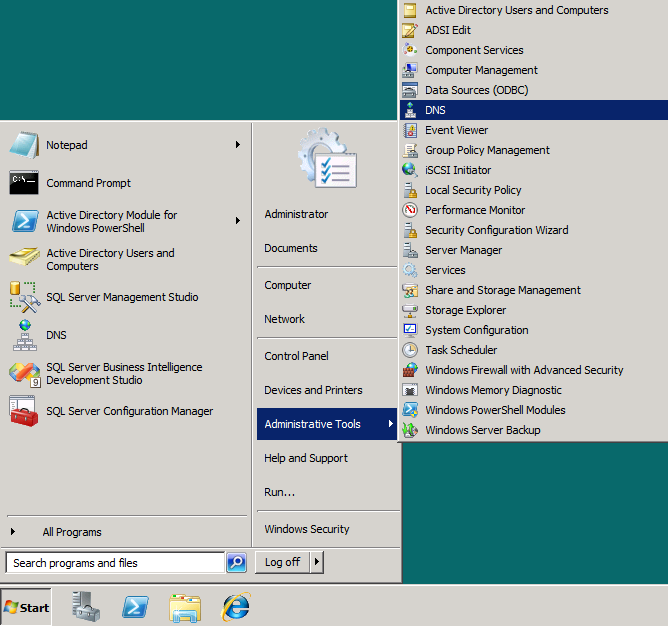 Active Directory Users and Computers
ADSI Edit
Component Services
Computer Management
Data Sources (ODBC)
DNS
Event Viewer
Group Policy Management
iSCSI Initiator
Local Security Policy
Performance Monitor
Security Configuration Wizard
Server Manager
Services
Share and Storage Management
Storage Explorer
System Configuration
Task Scheduler
Windows Firewall with Advanced Security
Windows Memory Diagnostic
Windows PowerShell Modules
Windows Server Backup
Notepad
Command Prompt
Active Directory Module for
Windows PowerShell
Active Directory Users and
Computers
SQL Server Management Studio
DNS
SQL Server Business Intelligence
Development Studio
SQL Server Configuration Manager
All Programs
Search programs and files
Administrator
Documents
Computer
Network
Control Panel
Devices and Printers
Administrative Tools
Help and Support
Run...
Windows Security
Log off
Start